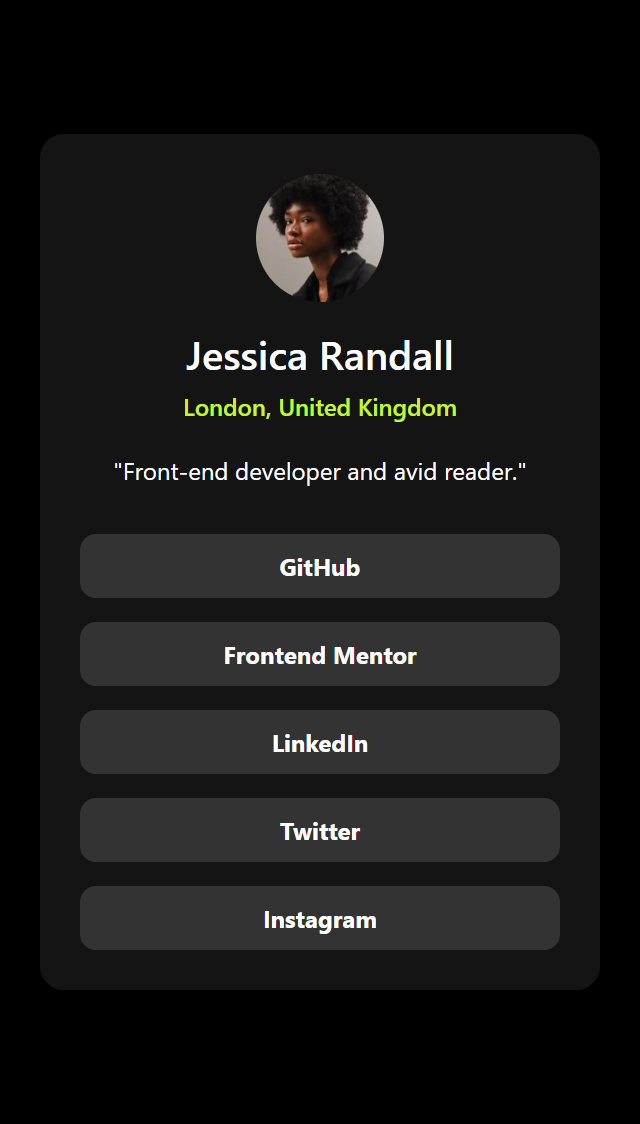 Jessica Randall
London, United Kingdom
"Front-end developer and avid reader."
GitHub
Frontend Mentor
LinkedIn
Twitter
Instagram